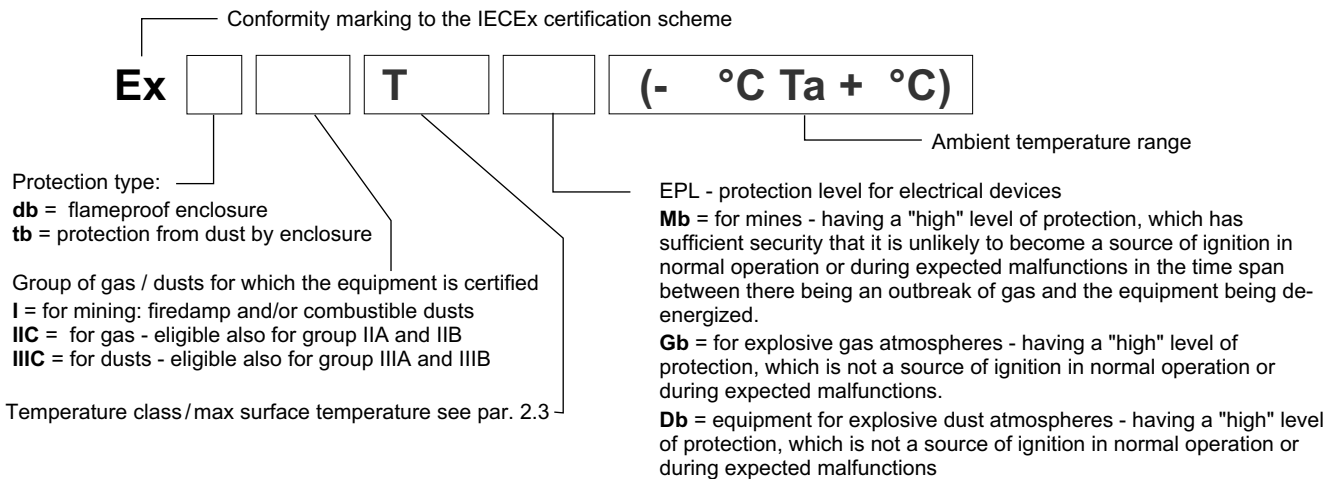 Conformity marking to the IECEx certification scheme
Ex T (- °C Ta + °C)
Ambient temperature range
Protection type:
db = flameproof enclosure
tb = protection from dust by enclosure
Group of gas / dusts for which the equipment is certified
I = for mining: firedamp and/or combustible dusts
IIC = for gas - eligible also for group IIA and IIB
IIIC = for dusts - eligible also for group IIIA and IIIB
Temperature class/max surface temperature see par. 2.3
EPL - protection level for electrical devices
Mb = for mines - having a "high" level of protection, which has
sufficient security that it is unlikely to become a source of ignition in
normal operation or during expected malfunctions in the time span
between there being an outbreak of gas and the equipment being de-
energized.
Gb = for explosive gas atmospheres - having a "high" level of
protection, which is not a source of ignition in normal operation or
during expected malfunctions.
Db = equipment for explosive dust atmospheres - having a "high" level
of protection, which is not a source of ignition in normal operation or
during expected malfunctions